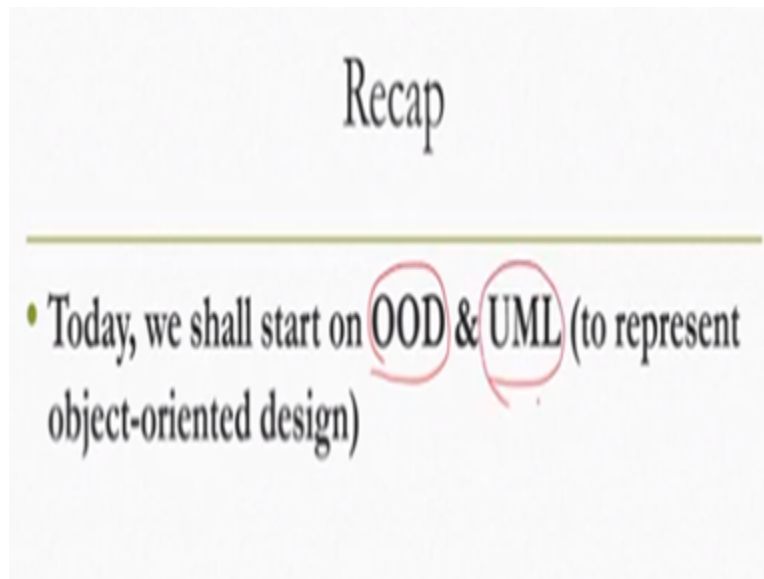 Recap
• Today, we shall start on OOD & UML (to represent
object-oriented design)